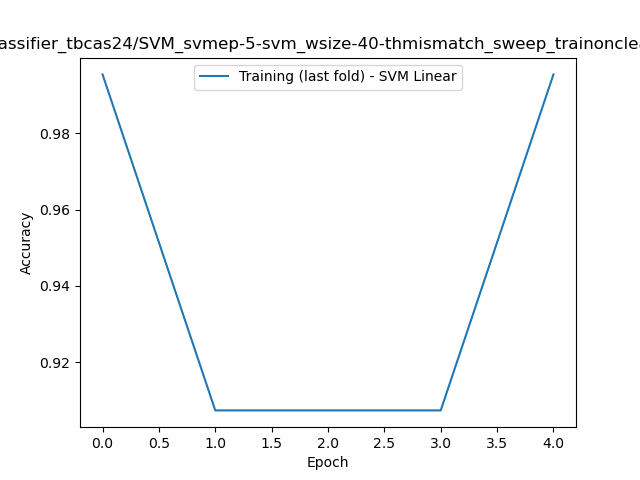 assifier_tbcas24/SVM_svmep-5-svm_wsize-40-thmismatch_sweep_trainonclea
Training (last fold) - SVM Linear
Accuracy
0.98
0.96
0.94
0.92
0.0 0.5 1.0 1.5 2.0 2.5 3.0 3.5 4.0
Epoch